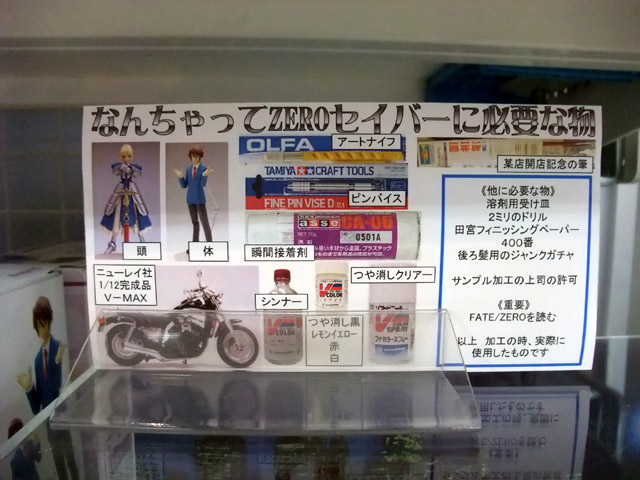 なんちゃってZEROセイバーに必要な物
OLFA
アートナイフ
TAMIYA CRAFT TOOLS
ピンバイス
FINE PIN VISE D
某店開店記念の筆
頭
体
瞬間接着剤
asse
CA-05
0501A
ニューレイ社
1/12完成品
V-MAX
シンナー
COLOR
つや消しクリアー
COLOR
SPRAY
つや消し黒
レモンイエロー
赤
白
《他に必要な物》
溶剤用受け皿
2ミリのドリル
田宮フィニッシングペーパー
400番
後ろ髪用のジャンクガチャ
サンプル加工の上司の許可
《重要》
FATE/ZEROを読む
以上 加工の時、実際に
使用したものです